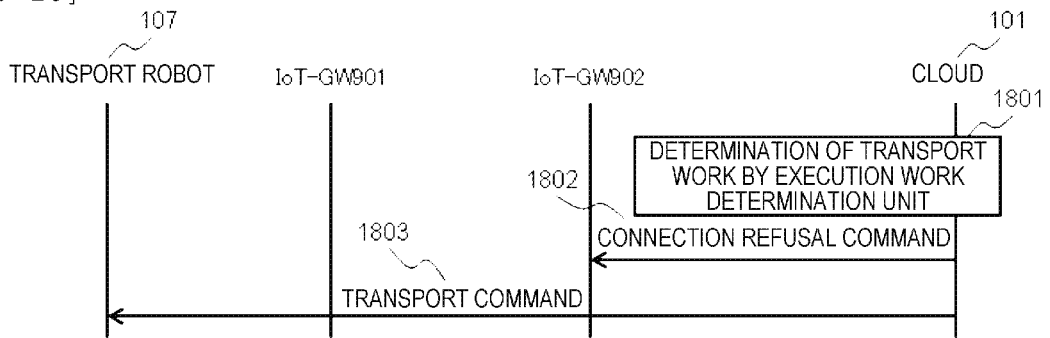 107
101
TRANSPORT ROBOT
IoT-GW901
IoT-GW902
CLOUD
1801
DETERMINATION OF TRANSPORT
WORK BY EXECUTION WORK
DETERMINATION UNIT
1802
CONNECTION REFUSAL COMMAND
1803
TRANSPORT COMMAND